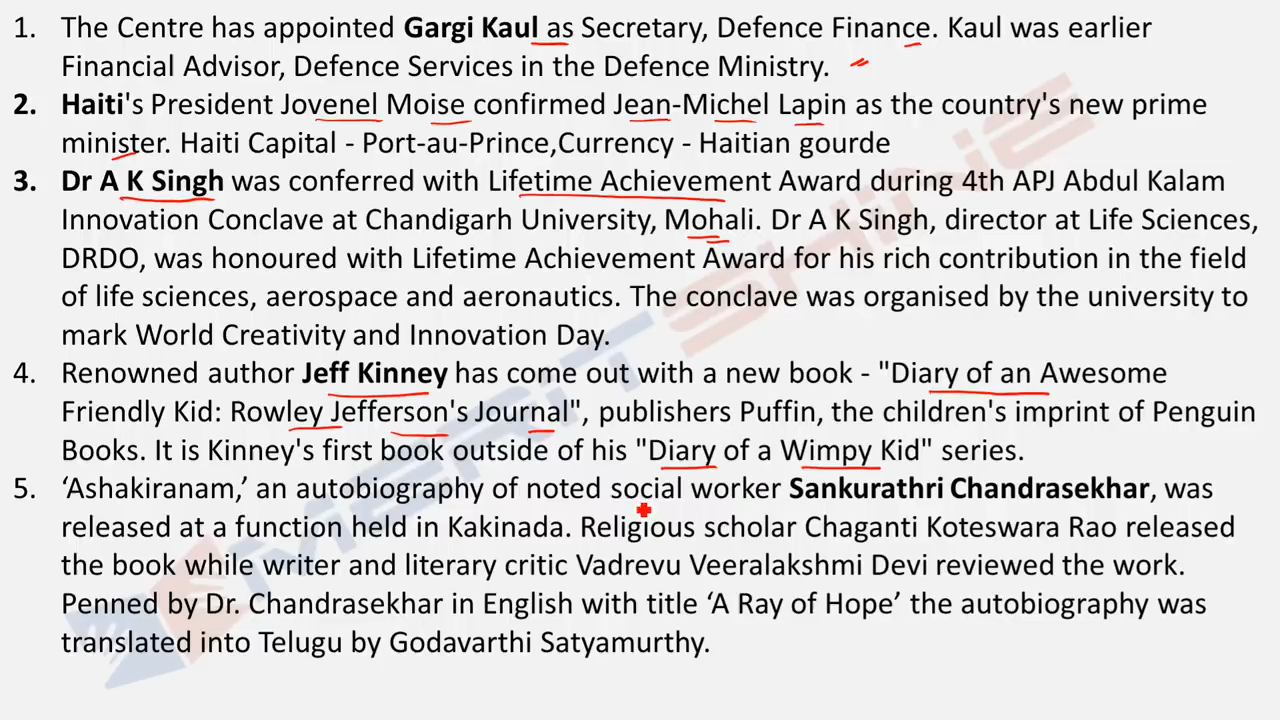 1. The Centre has appointed Gargi Kaul as Secretary, Defence Finance. Kaul was earlier
Financial Advisor, Defence Services in the Defence Ministry.
2. Haiti's President Jovenel Moise confirmed Jean-Michel Lapin as the country's new prime
minister. Haiti Capital - Port-au-Prince,Currency - Haitian gourde
3. Dr A K Singh was conferred with Lifetime Achievement Award during 4th APJ Abdul Kalam
Innovation Conclave at Chandigarh University, Mohali. Dr A K Singh, director at Life Sciences,
DRDO, was honoured with Lifetime Achievement Award for his rich contribution in the field
of life sciences, aerospace and aeronautics. The conclave was organised by the university to
mark World Creativity and Innovation Day.
4. Renowned author Jeff Kinney has come out with a new book - "Diary of an Awesome
Friendly Kid: Rowley Jefferson's Journal", publishers Puffin, the children's imprint of Penguin
Books. It is Kinney's first book outside of his "Diary of a Wimpy Kid" series.
5. ‘Ashakiranam,’ an autobiography of noted social worker Sankurathri Chandrasekhar, was
released at a function held in Kakinada. Religious scholar Chaganti Koteswara Rao released
the book while writer and literary critic Vadrevu Veeralakshmi Devi reviewed the work.
Penned by Dr. Chandrasekhar in English with title ‘A Ray of Hope’ the autobiography was
translated into Telugu by Godavarthi Satyamurthy.
MERITSHINE